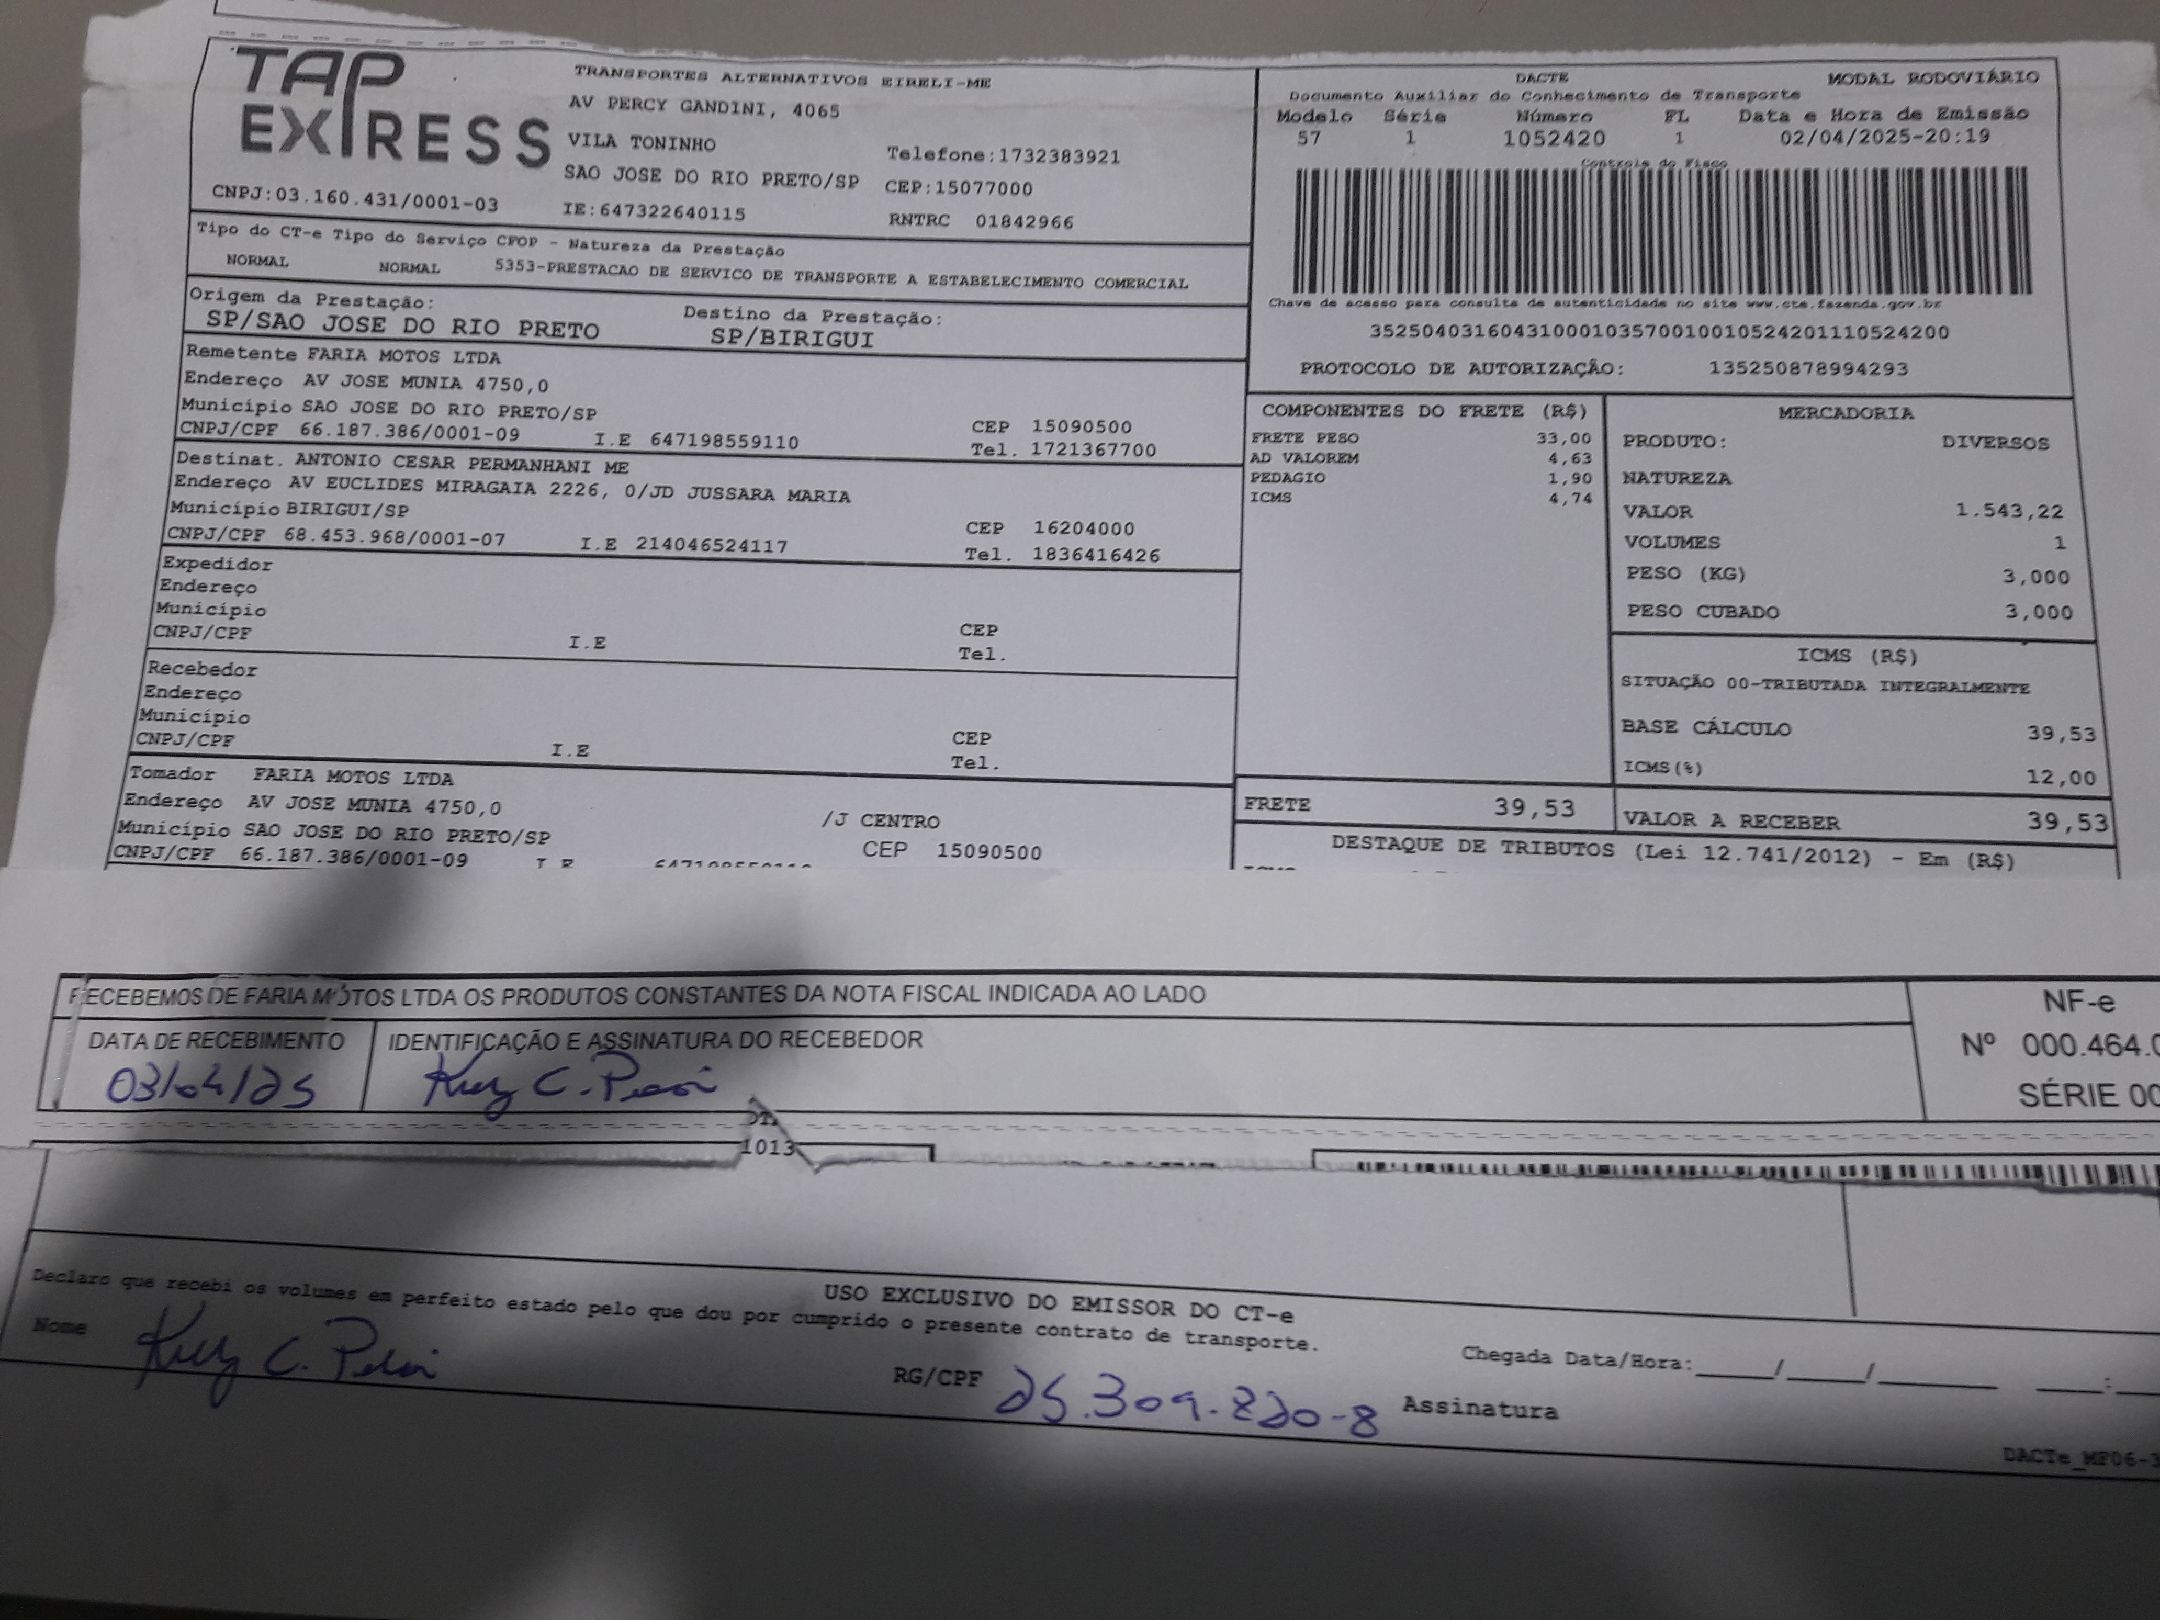 TAP
EXPRESS
TRANSPORTES ALTERNATIVOS EIRELI-ME
AV PERCY GANDINI, 4065
VILA TONINHO
Telefone:1732383921
SAO JOSE DO RIO PRETO/SP CEP:15077000
CNPJ:03.160.431/0001-03 IE:647322640115 RNTRC 01842966
DACTE MODAL RODOVIÁRIO
Documento Auxiliar do Conhecimento de Transporte
Modelo Série Número FL Data e Hora de Emissão
57 1 1052420 1 02/04/2025-20:19
Controle do Fisco
Chave de acesso para consulta de autenticidade no site www.cte.fazenda.gov.br
35250403160431000103570010010524201110524200
PROTOCOLO DE AUTORIZAÇÃO: 135250878994293
Tipo do CT-e Tipo do Serviço CFOP - Natureza da Prestação
NORMAL NORMAL 5353-PRESTACAO DE SERVICO DE TRANSPORTE A ESTABELECIMENTO COMERCIAL
Origem da Prestação: Destino da Prestação:
SP/SAO JOSE DO RIO PRETO SP/BIRIGUI
Remetente FARIA MOTOS LTDA
Endereço AV JOSE MUNIA 4750,0
Município SAO JOSE DO RIO PRETO/SP CEP 15090500
CNPJ/CPF 66.187.386/0001-09 I.E 647198559110 Tel. 1721367700
Destinat. ANTONIO CESAR PERMANHANI ME
Endereço AV EUCLIDES MIRAGAIA 2226, 0/JD JUSSARA MARIA
Município BIRIGUI/SP CEP 16204000
CNPJ/CPF 68.453.968/0001-07 I.E 214046524117 Tel. 1836416426
Expedidor
Endereço
Município
CNPJ/CPF I.E CEP
Tel.
Recebedor
Endereço
Município
CNPJ/CPF I.E CEP
Tel.
Tomador FARIA MOTOS LTDA
Endereço AV JOSE MUNIA 4750,0 /J CENTRO
Município SAO JOSE DO RIO PRETO/SP CEP 15090500
CNPJ/CPF 66.187.386/0001-09 I E 647198559110
COMPONENTES DO FRETE (R$)
FRETE PESO 33,00
AD VALOREM 4,63
PEDAGIO 1,90
ICMS 4,74
FRETE 39,53
MERCADORIA
PRODUTO: DIVERSOS
NATUREZA
VALOR 1.543,22
VOLUMES 1
PESO (KG) 3,000
PESO CUBADO 3,000
ICMS (R$)
SITUAÇÃO 00-TRIBUTADA INTEGRALMENTE
BASE CÁLCULO 39,53
ICMS(%) 12,00
VALOR A RECEBER 39,53
DESTAQUE DE TRIBUTOS (Lei 12.741/2012) - Em (R$)
RECEBEMOS DE FARIA MOTOS LTDA OS PRODUTOS CONSTANTES DA NOTA FISCAL INDICADA AO LADO
DATA DE RECEBIMENTO IDENTIFICAÇÃO E ASSINATURA DO RECEBEDOR
03/04/25
NF-e
Nº 000.464.0
SÉRIE 00
1013
USO EXCLUSIVO DO EMISSOR DO CT-e
Declaro que recebi os volumes em perfeito estado pelo que dou por cumprido o presente contrato de transporte.
Nome
RG/CPF 25.309.220-8 Assinatura
Chegada Data/Hora:_____/_____/________ ____:
DACTe_MF06-3